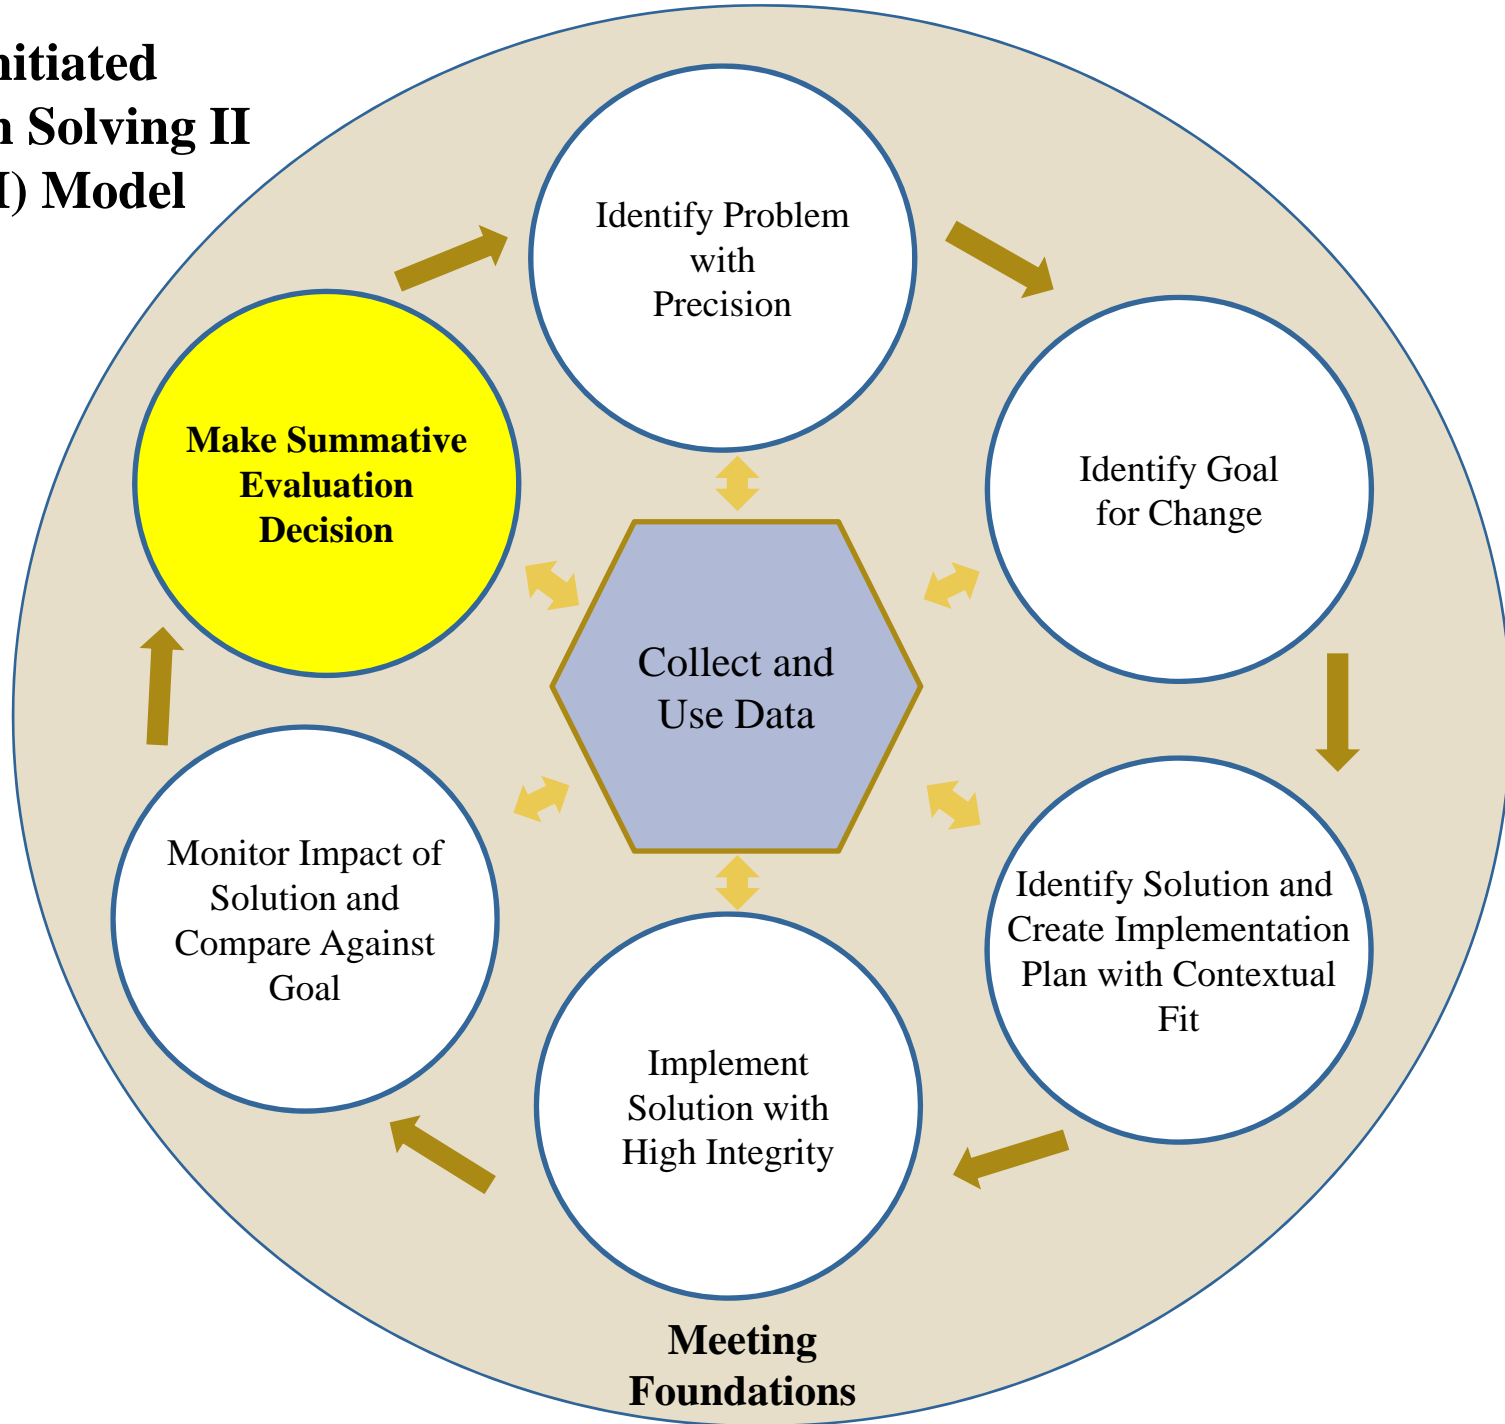 nitiated
n Solving II
I) Model
Identify Problem
with
Precision
Make Summative
Evaluation
Decision
Identify Goal
for Change
Collect and
Use Data
Monitor Impact of
Solution and
Compare Against
Goal
Identify Solution and
Create Implementation
Plan with Contextual
Fit
Implement
Solution with
High Integrity
Meeting
Foundations